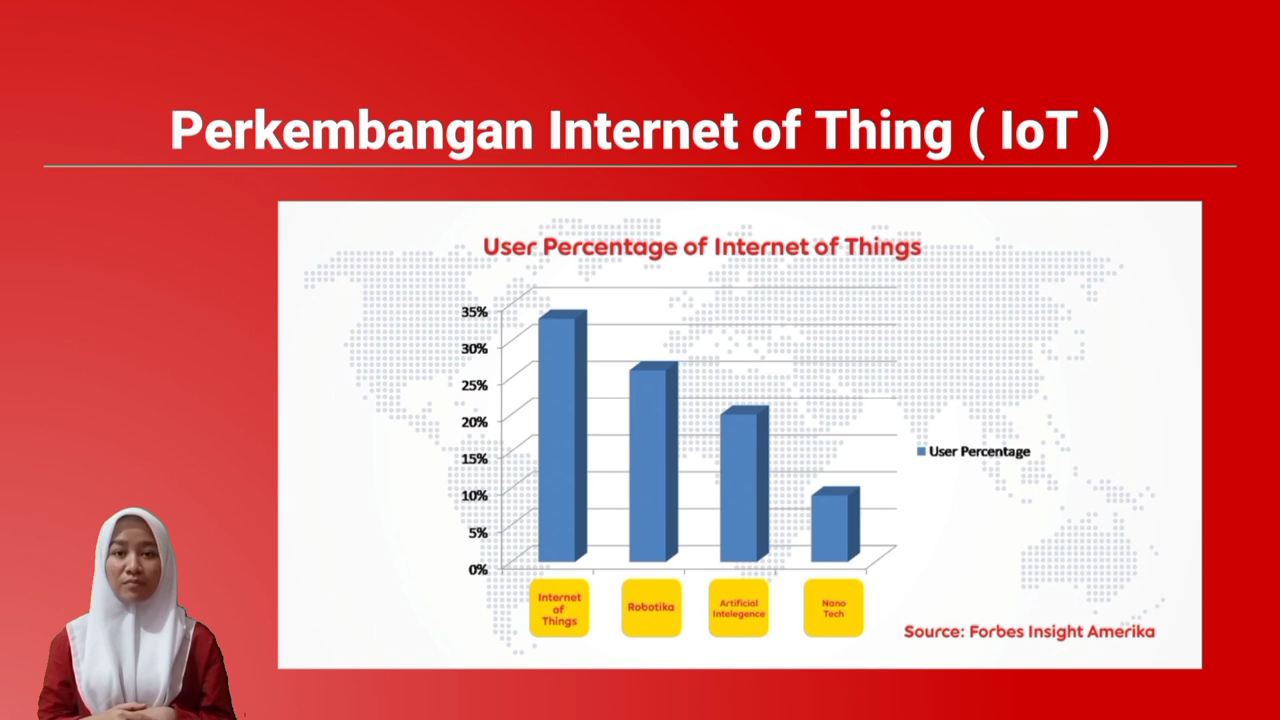 Perkembangan Internet of Thing ( IoT )
User Percentage of Internet of Things
35%
30%
25%
20%
15%
10%
5%
0%
User Percentage
Internet
of
Things
Robotika
Artificial
Intelegence
Nano
Tech
Source: Forbes Insight Amerika